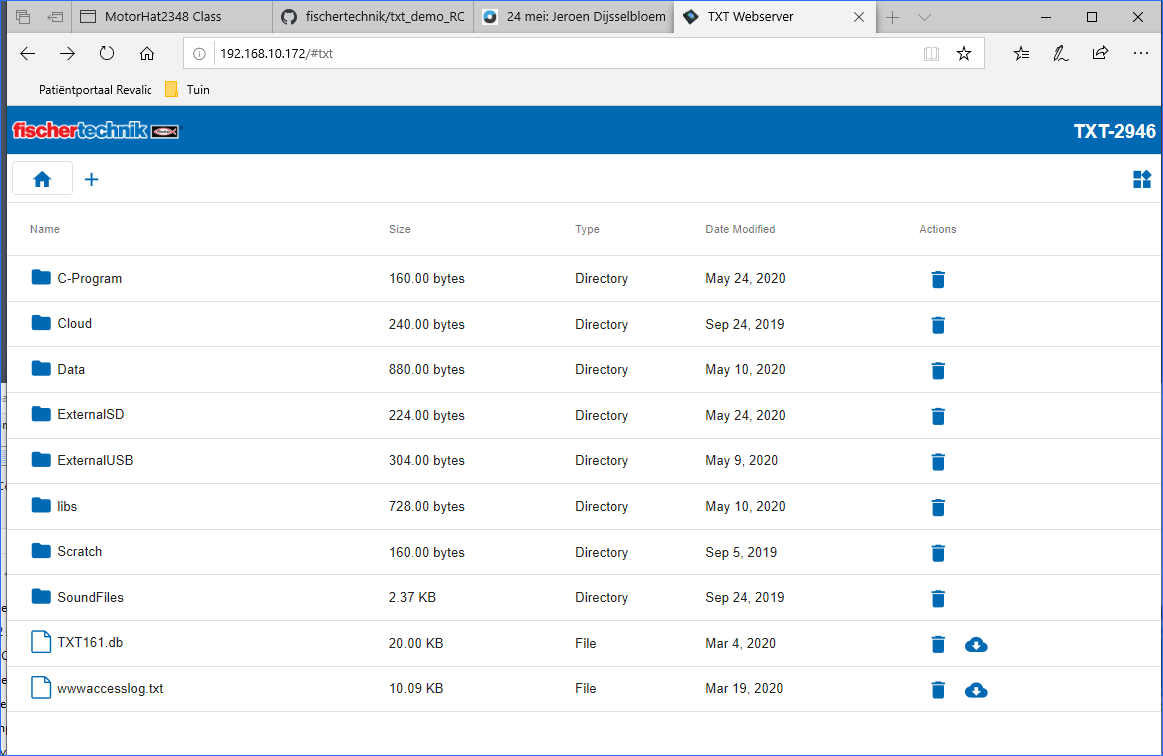 MotorHat2348 Class fischertechnik/txt_demo_RC 24 mei: Jeroen Dijsselbloem TXT Webserver
192.168.10.172/#txt
Patiëntportaal Revalic Tuin
fischertechnik TXT-2946
Name Size Type Date Modified Actions
C-Program 160.00 bytes Directory May 24, 2020
Cloud 240.00 bytes Directory Sep 24, 2019
Data 880.00 bytes Directory May 10, 2020
ExternalSD 224.00 bytes Directory May 24, 2020
ExternalUSB 304.00 bytes Directory May 9, 2020
libs 728.00 bytes Directory May 10, 2020
Scratch 160.00 bytes Directory Sep 5, 2019
SoundFiles 2.37 KB Directory Sep 24, 2019
TXT161.db 20.00 KB File Mar 4, 2020
wwwaccesslog.txt 10.09 KB File Mar 19, 2020